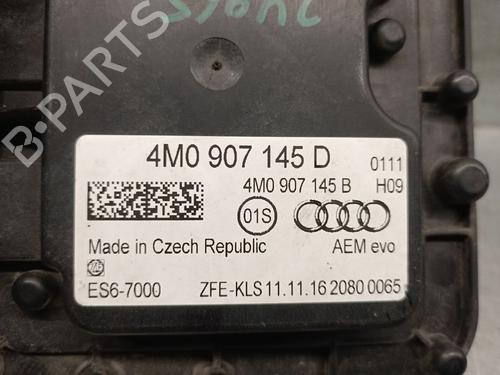 4M0 907 145 D
0111
4M0 907 145 B
H09
01S
Made in Czech Republic
AEM evo
ES6-7000
ZFE-KLS 11.11.16 2080 0065
B-PARTS